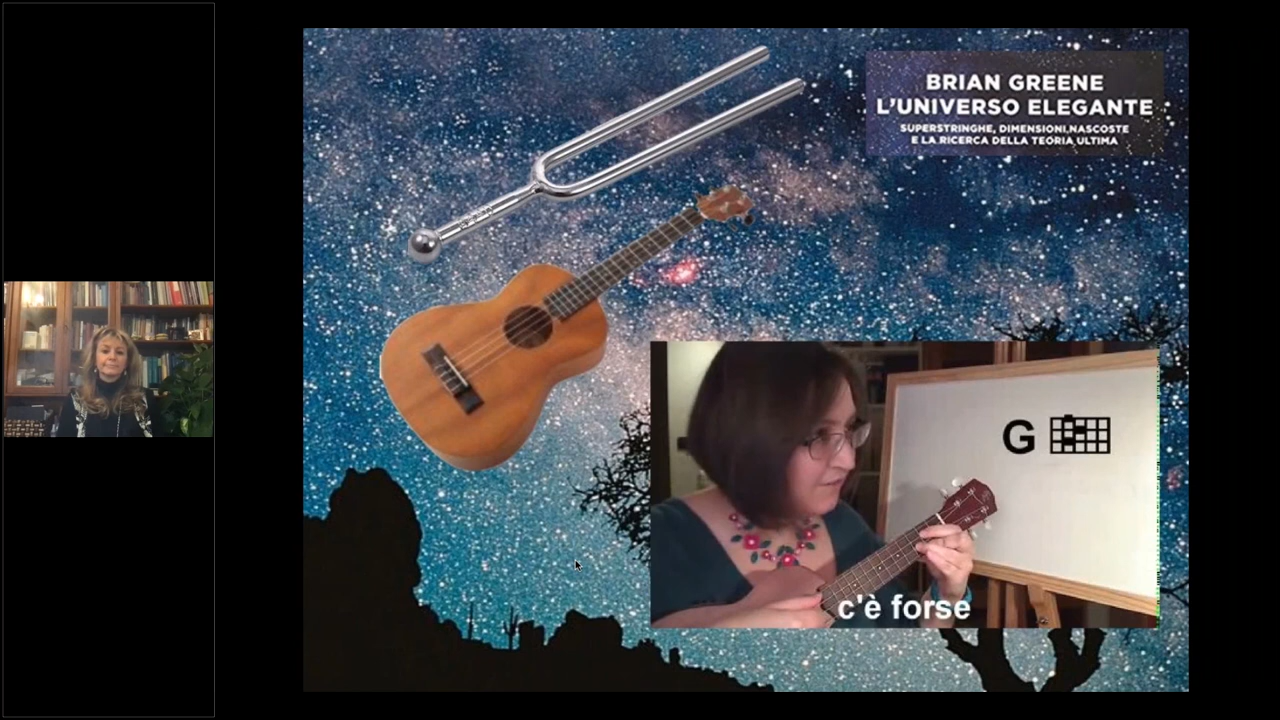 BRIAN GREENE
L'UNIVERSO ELEGANTE
SUPERSTRINGHE, DIMENSIONI NASCOSTE
E LA RICERCA DELLA TEORIA ULTIMA
G
c'è forse